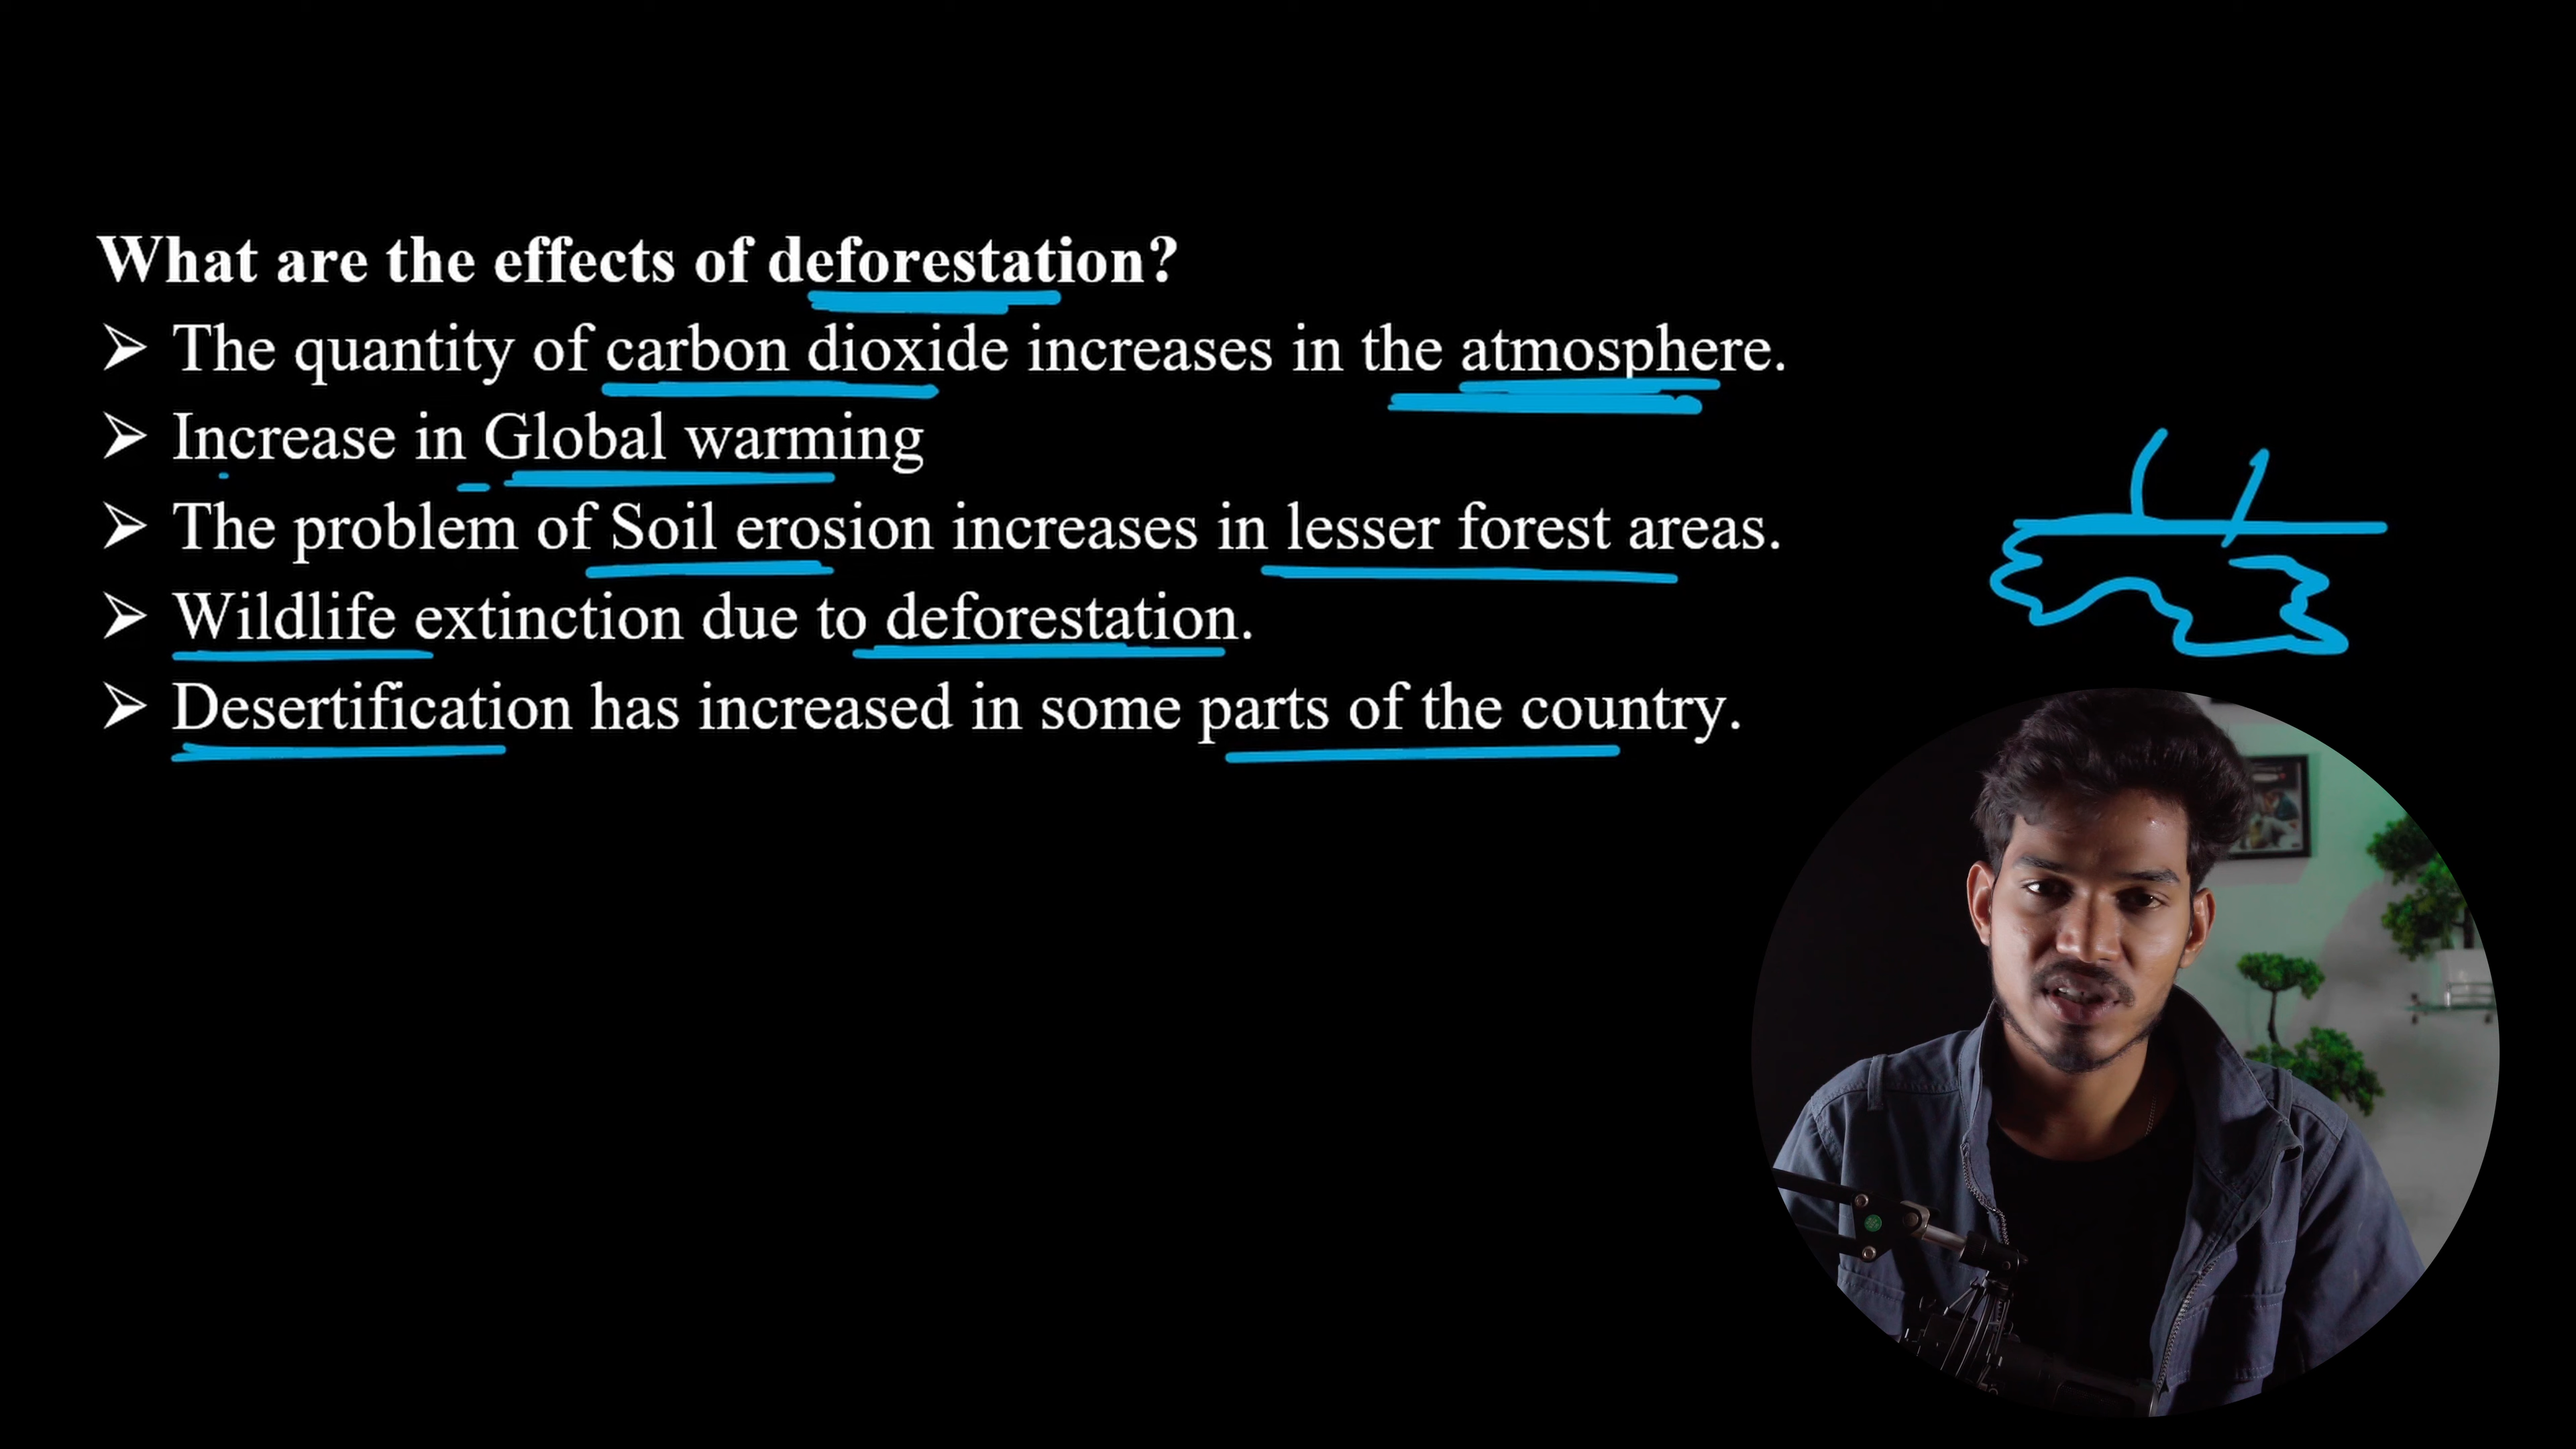 What are the effects of deforestation?
➢ The quantity of carbon dioxide increases in the atmosphere.
➢ Increase in Global warming
➢ The problem of Soil erosion increases in lesser forest areas.
➢ Wildlife extinction due to deforestation.
➢ Desertification has increased in some parts of the country.